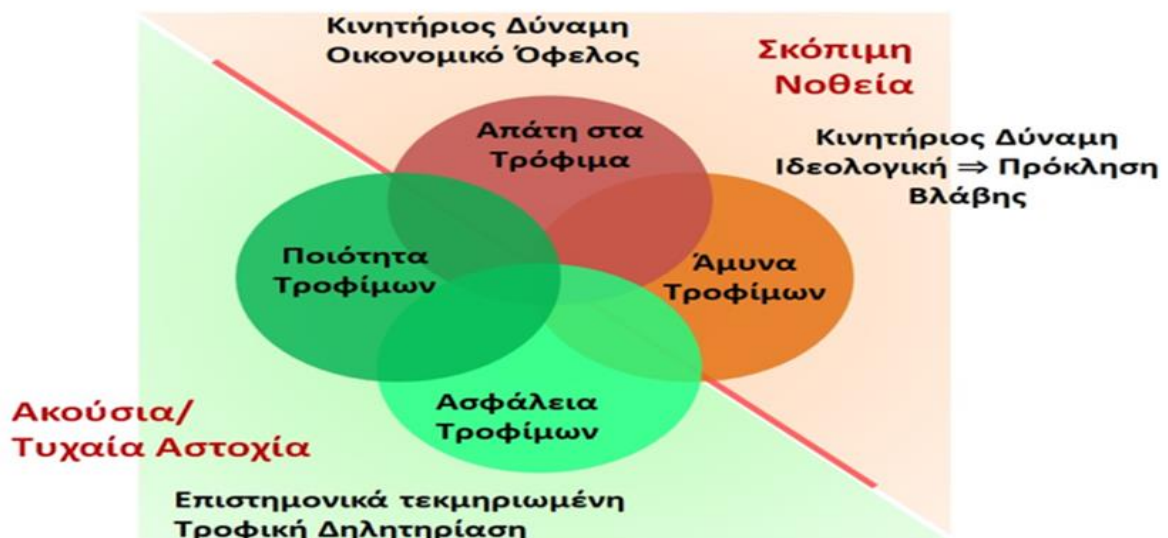 Κινητήριος Δύναμη
Οικονομικό Όφελος
Σκόπιμη
Νοθεία
Απάτη στα
Τρόφιμα
Κινητήριος Δύναμη
Ιδεολογική ⇒ Πρόκληση
Βλάβης
Ποιότητα
Τροφίμων
Άμυνα
Τροφίμων
Ασφάλεια
Τροφίμων
Ακούσια/
Τυχαία Αστοχία
Επιστημονικά τεκμηριωμένη
Τροφική Δηλητηρίαση